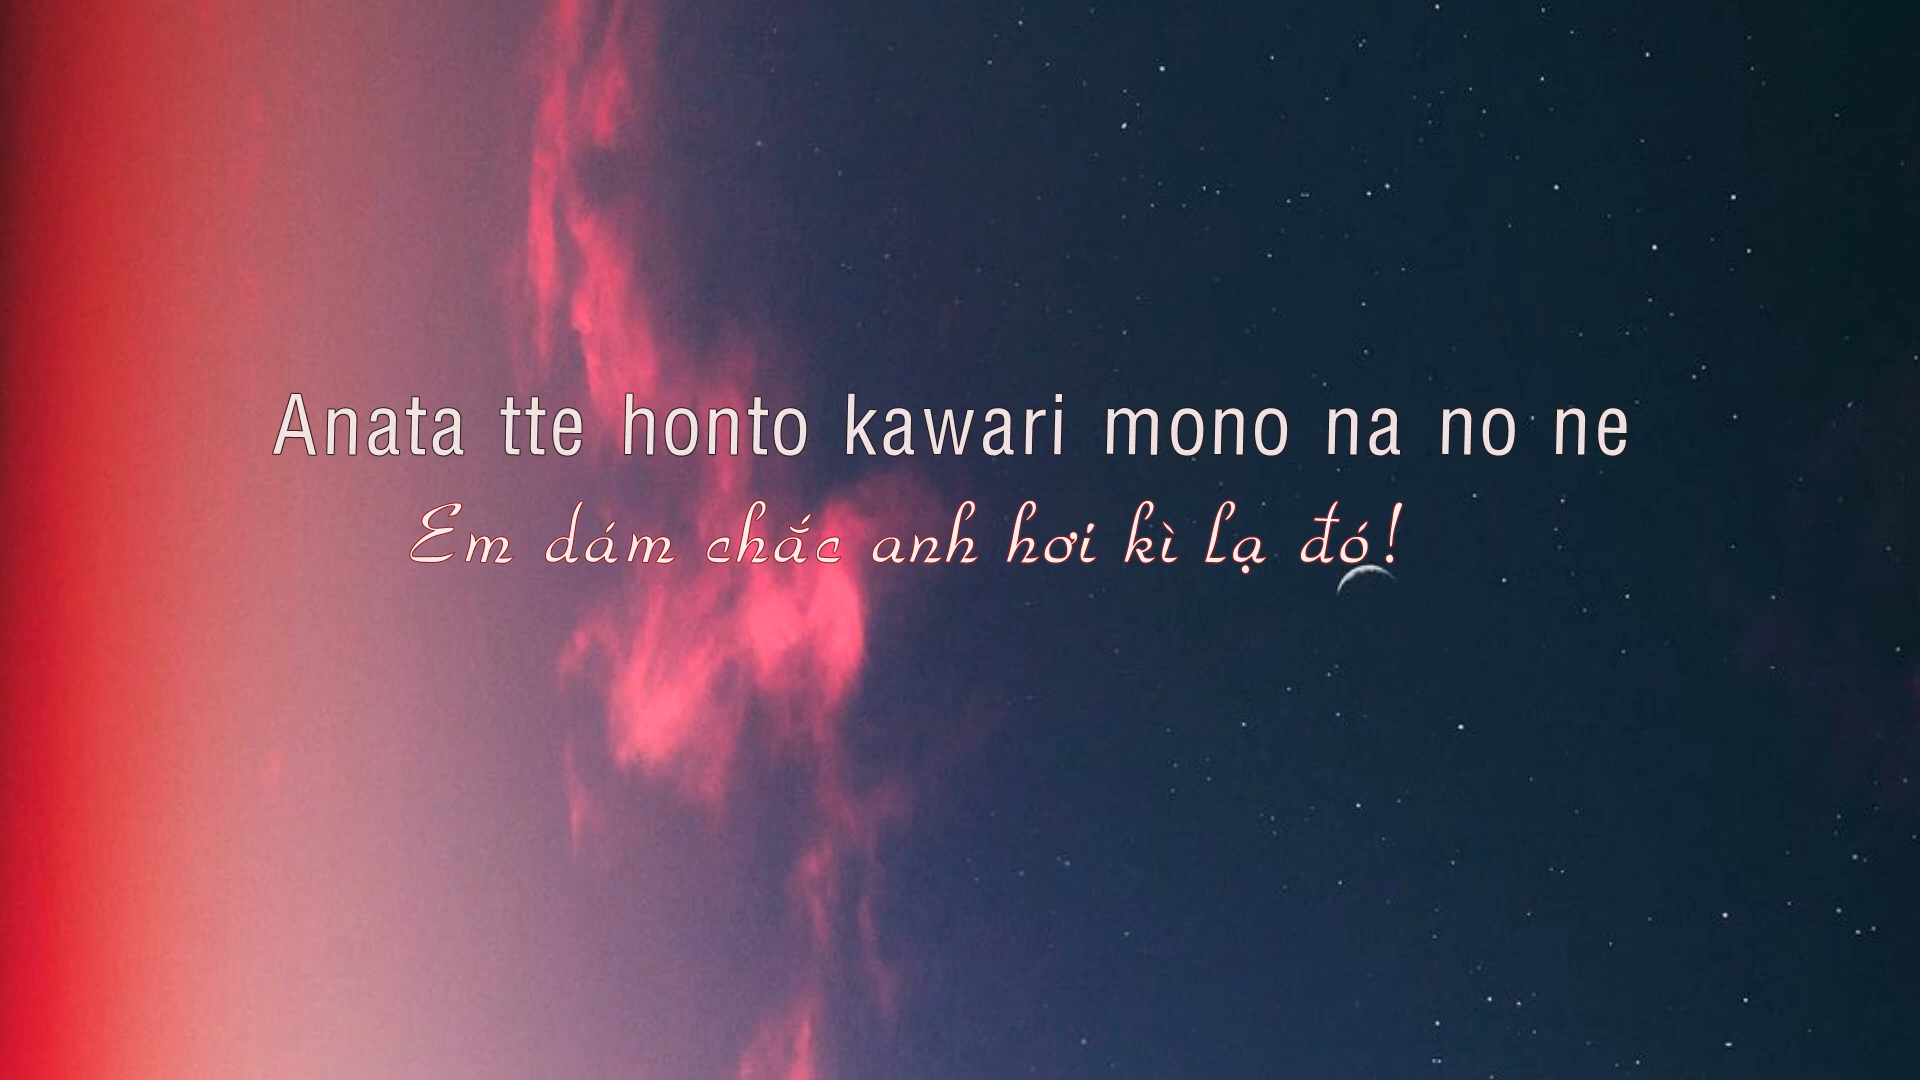 Anata tte honto kawari mono na no ne
Em dám chắc anh hơi kì lạ đó!